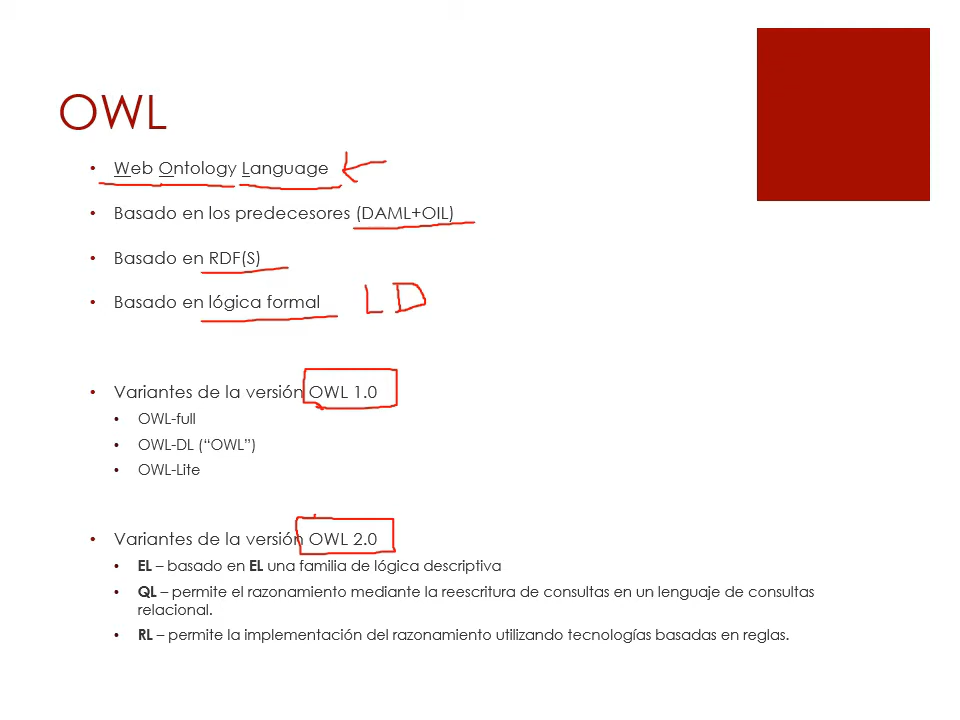 OWL
• Web Ontology Language
• Basado en los predecesores (DAML+OIL)
• Basado en RDF(S)
• Basado en lógica formal LD
• Variantes de la versión OWL 1.0
• OWL-full
• OWL-DL (“OWL”)
• OWL-Lite
• Variantes de la versión OWL 2.0
• EL – basado en EL una familia de lógica descriptiva
• QL – permite el razonamiento mediante la reescritura de consultas en un lenguaje de consultas
relacional.
• RL – permite la implementación del razonamiento utilizando tecnologías basadas en reglas.